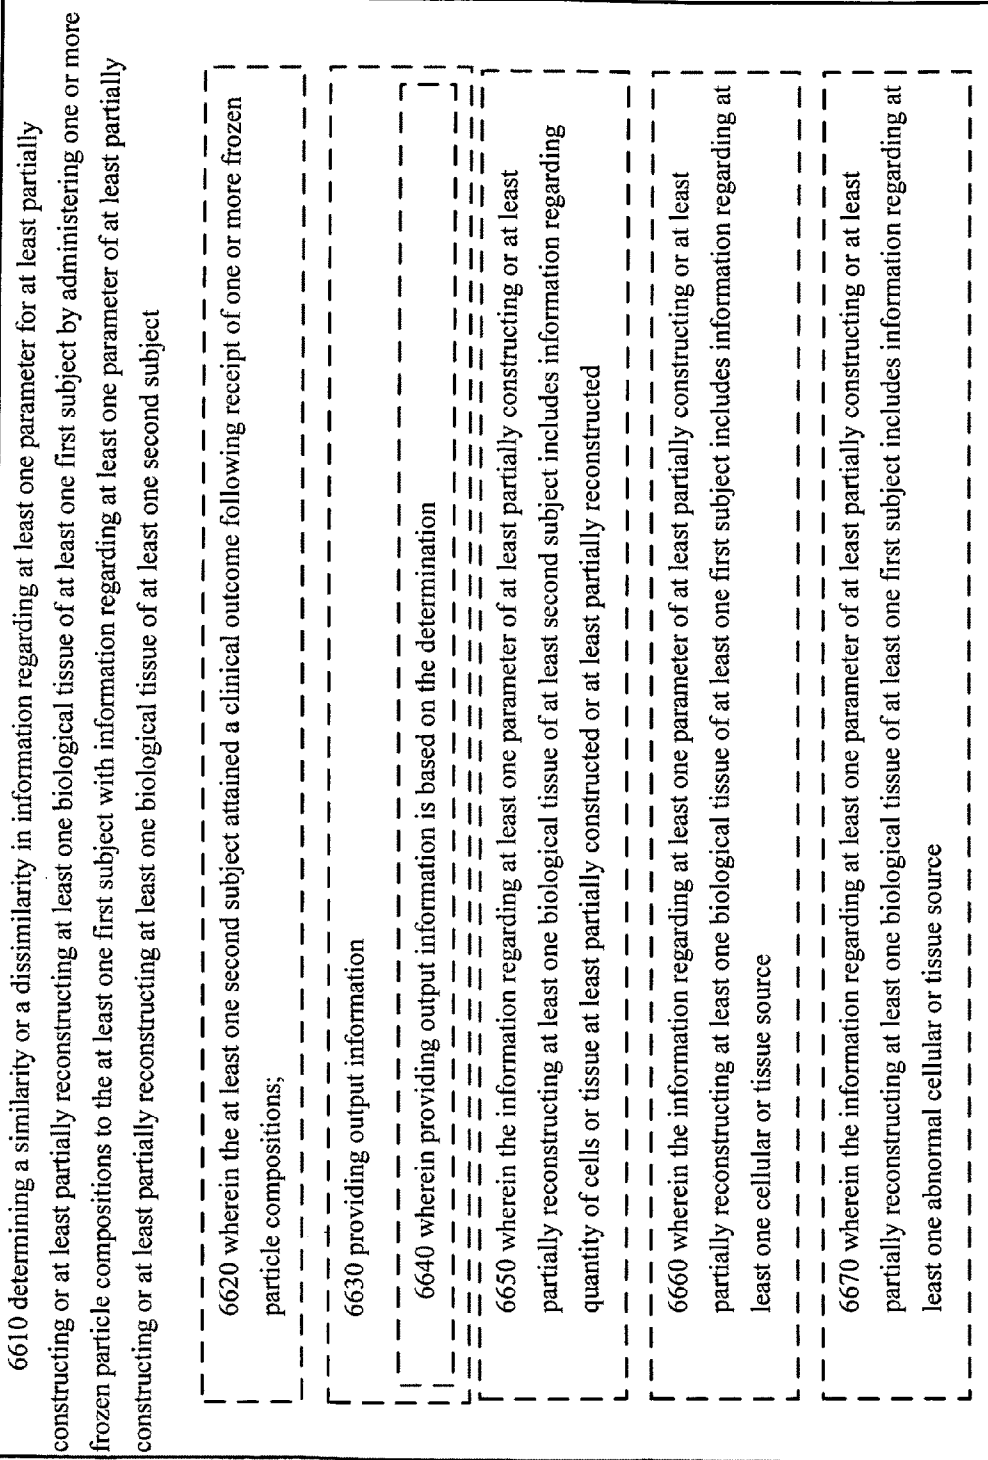 6610 determining a similarity or a dissimilarity in information regarding at least one parameter for at least partially
constructing or at least partially reconstructing at least one biological tissue of at least one first subject by administering one or more
frozen particle compositions to the at least one first subject with information regarding at least one parameter of at least partially
constructing or at least partially reconstructing at least one biological tissue of at least one second subject
6620 wherein the at least one second subject attained a clinical outcome following receipt of one or more frozen
particle compositions;
6630 providing output information
6640 wherein providing output information is based on the determination
6650 wherein the information regarding at least one parameter of at least partially constructing or at least
partially reconstructing at least one biological tissue of at least second subject includes information regarding
quantity of cells or tissue at least partially constructed or at least partially reconstructed
6660 wherein the information regarding at least one parameter of at least partially constructing or at least
partially reconstructing at least one biological tissue of at least one first subject includes information regarding at
least one cellular or tissue source
6670 wherein the information regarding at least one parameter of at least partially constructing or at least
partially reconstructing at least one biological tissue of at least one first subject includes information regarding at
least one abnormal cellular or tissue source